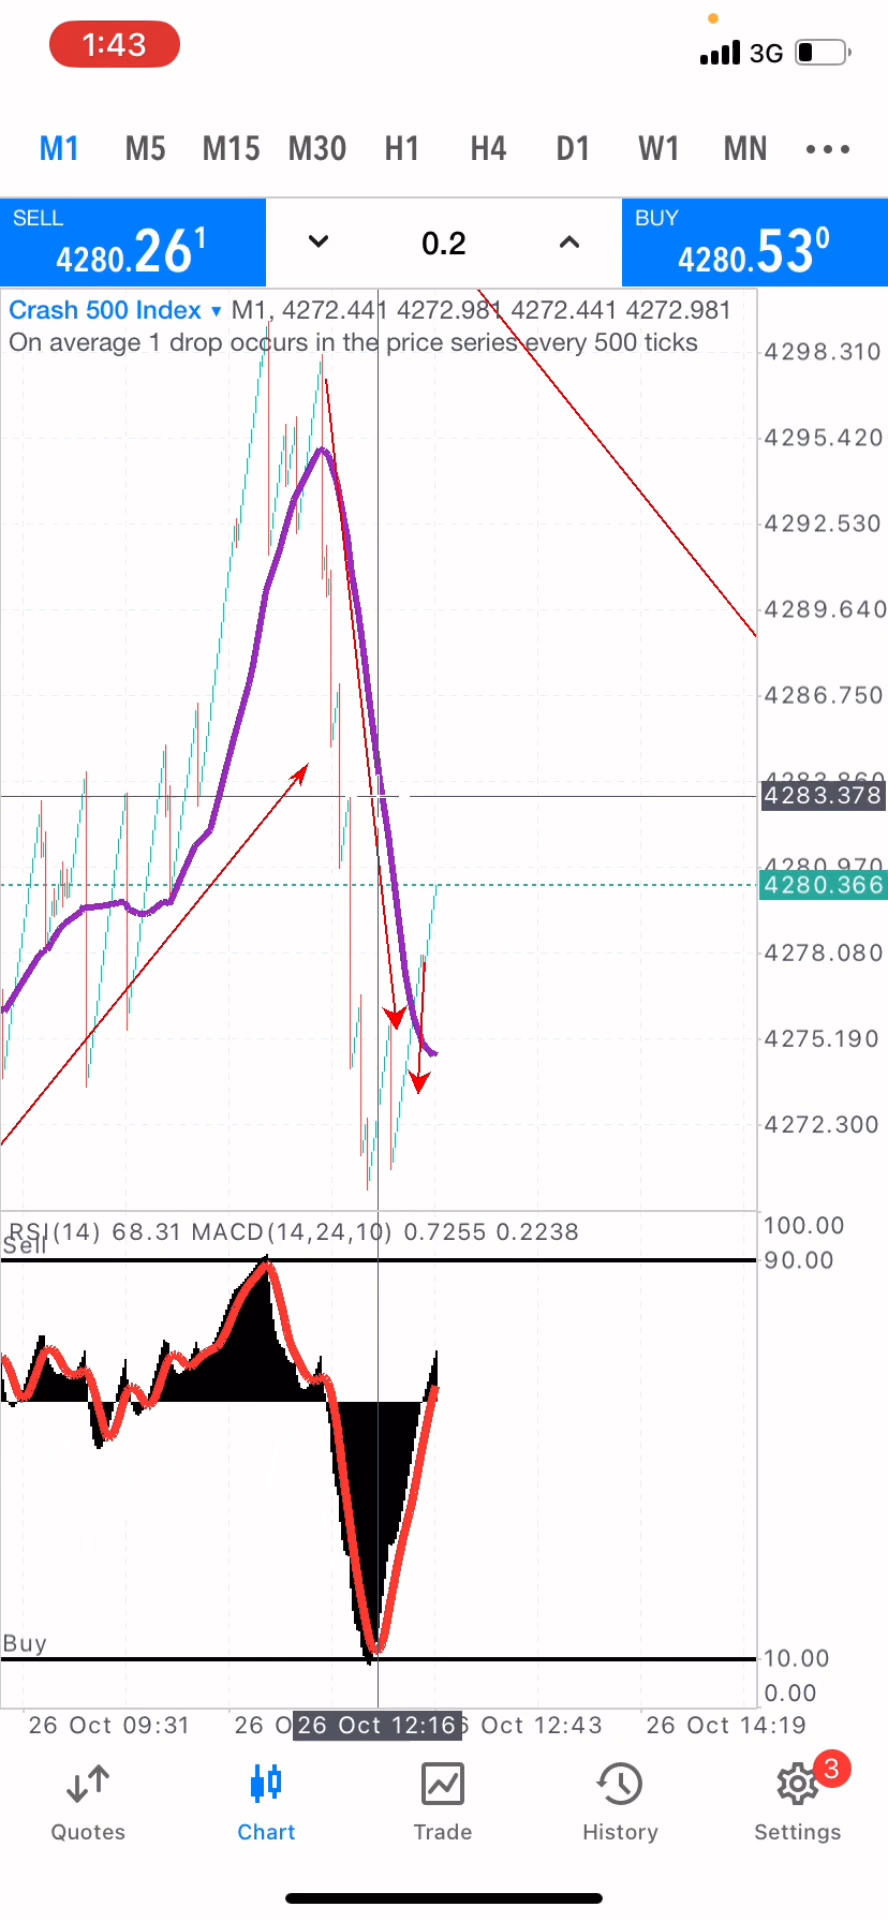 1:43
3G
M1 M5 M15 M30 H1 H4 D1 W1 MN
SELL
4280.261
0.2
BUY
4280.530
Crash 500 Index ▾ M1, 4272.441 4272.981 4272.441 4272.981
On average 1 drop occurs in the price series every 500 ticks
4298.310
4295.420
4292.530
4289.640
4286.750
4283.860
4283.378
4280.970
4280.366
4278.080
4275.190
4272.300
RSI(14) 68.31 MACD(14,24,10) 0.7255 0.2238
Sell
100.00
90.00
Buy
10.00
0.00
26 Oct 09:31 26 O 26 Oct 12:16 Oct 12:43 26 Oct 14:19
3
Quotes Chart Trade History Settings